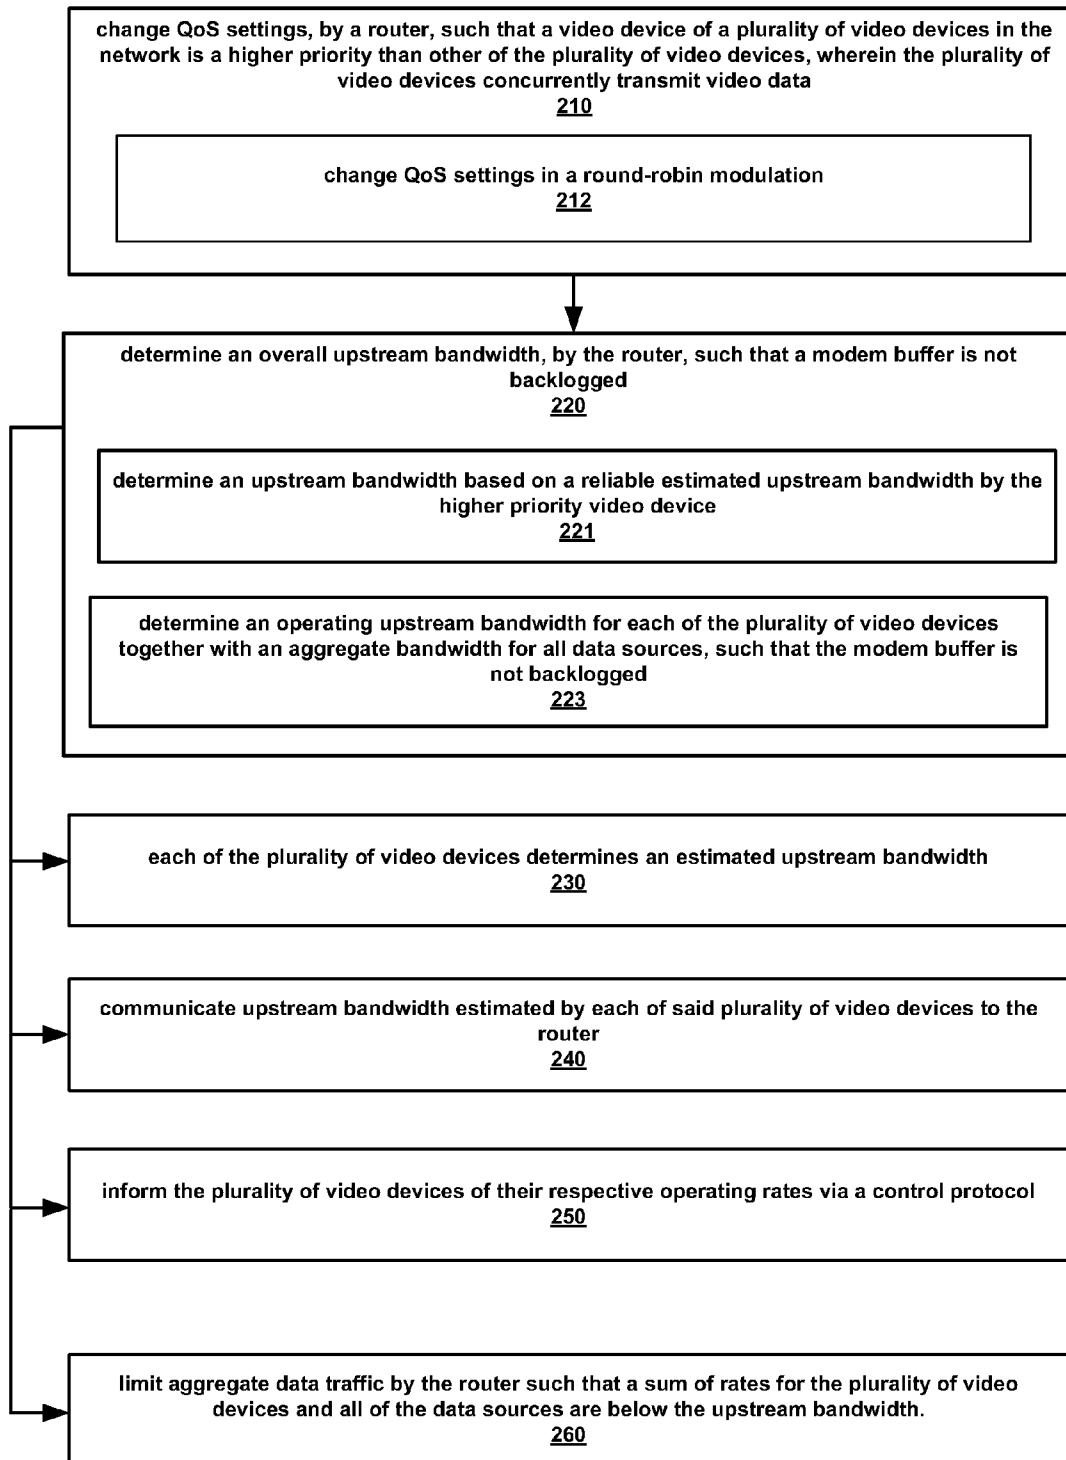 change QoS settings, by a router, such that a video device of a plurality of video devices in the
network is a higher priority than other of the plurality of video devices, wherein the plurality of
video devices concurrently transmit video data
210
change QoS settings in a round-robin modulation
212
determine an overall upstream bandwidth, by the router, such that a modem buffer is not
backlogged
220
determine an upstream bandwidth based on a reliable estimated upstream bandwidth by the
higher priority video device
221
determine an operating upstream bandwidth for each of the plurality of video devices
together with an aggregate bandwidth for all data sources, such that the modem buffer is
not backlogged
223
each of the plurality of video devices determines an estimated upstream bandwidth
230
communicate upstream bandwidth estimated by each of said plurality of video devices to the
router
240
inform the plurality of video devices of their respective operating rates via a control protocol
250
limit aggregate data traffic by the router such that a sum of rates for the plurality of video
devices and all of the data sources are below the upstream bandwidth.
260